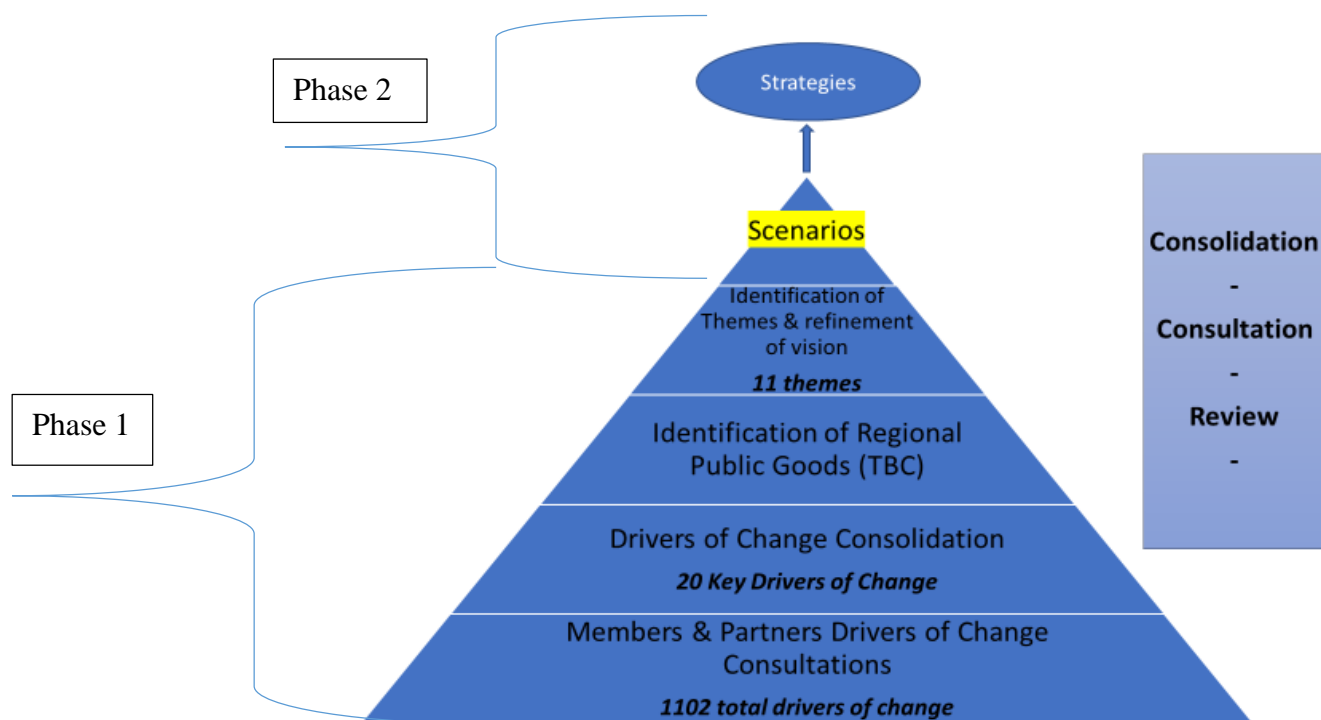 Phase 2
Strategies
Scenarios
Identification of
Themes & refinement
of vision
11 themes
Phase 1
Identification of Regional
Public Goods (TBC)
Drivers of Change Consolidation
20 Key Drivers of Change
Members & Partners Drivers of Change
Consultations
1102 total drivers of change
Consolidation
-
Consultation
-
Review
-